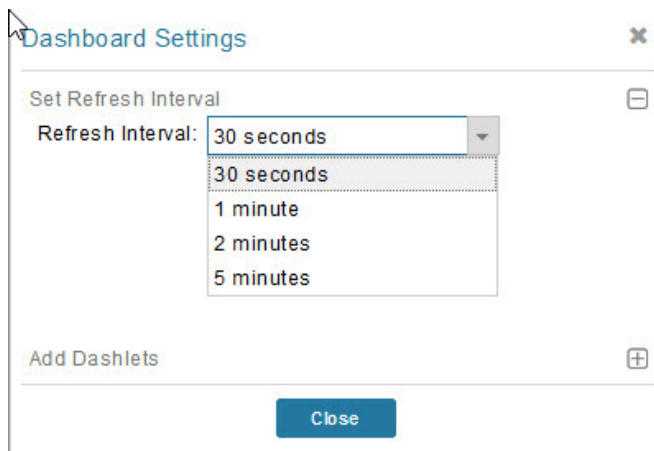 Dashboard Settings
Set Refresh Interval
Refresh Interval: 30 seconds
30 seconds
1 minute
2 minutes
5 minutes
Add Dashlets
Close